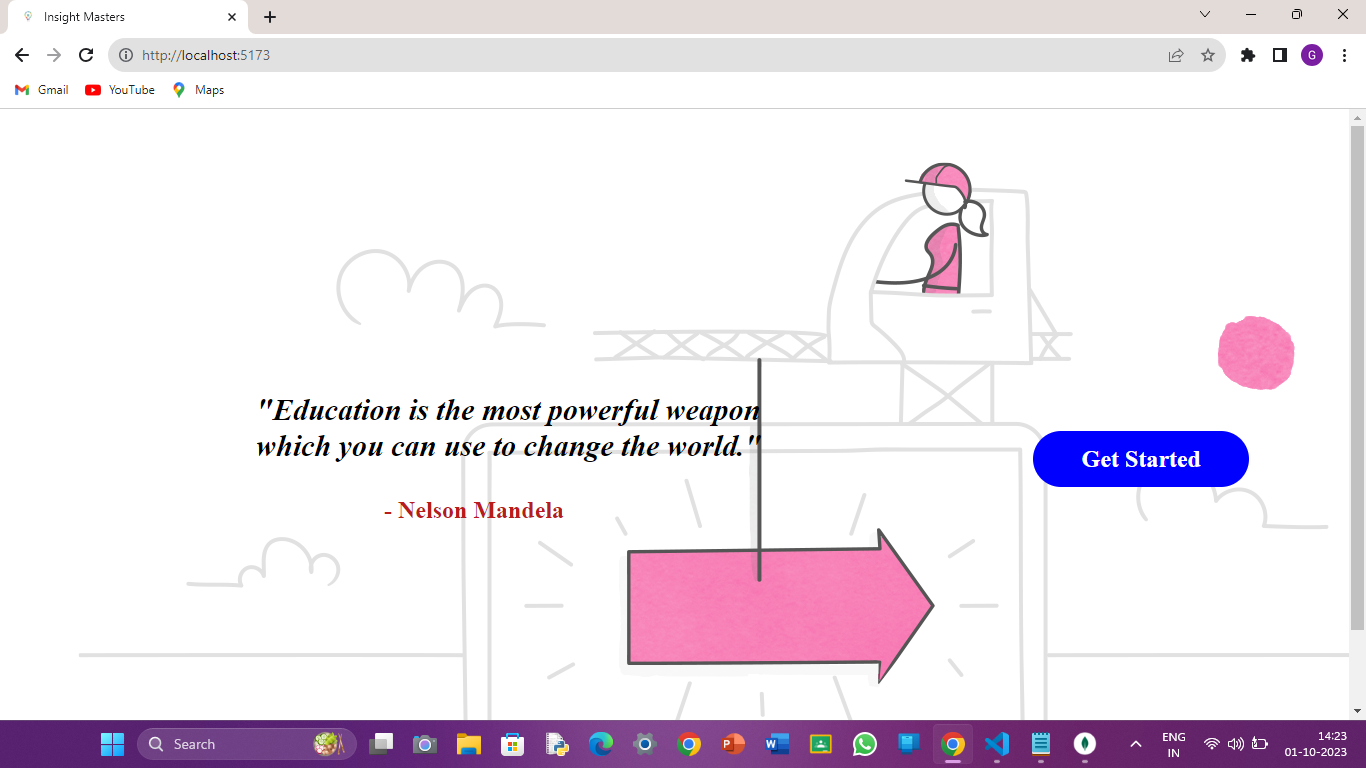 Insight Masters
http://localhost:5173
G
Gmail
YouTube
Maps
"Education is the most powerful weapon
which you can use to change the world."
- Nelson Mandela
Get Started
Search
ENG
IN
14:23
01-10-2023